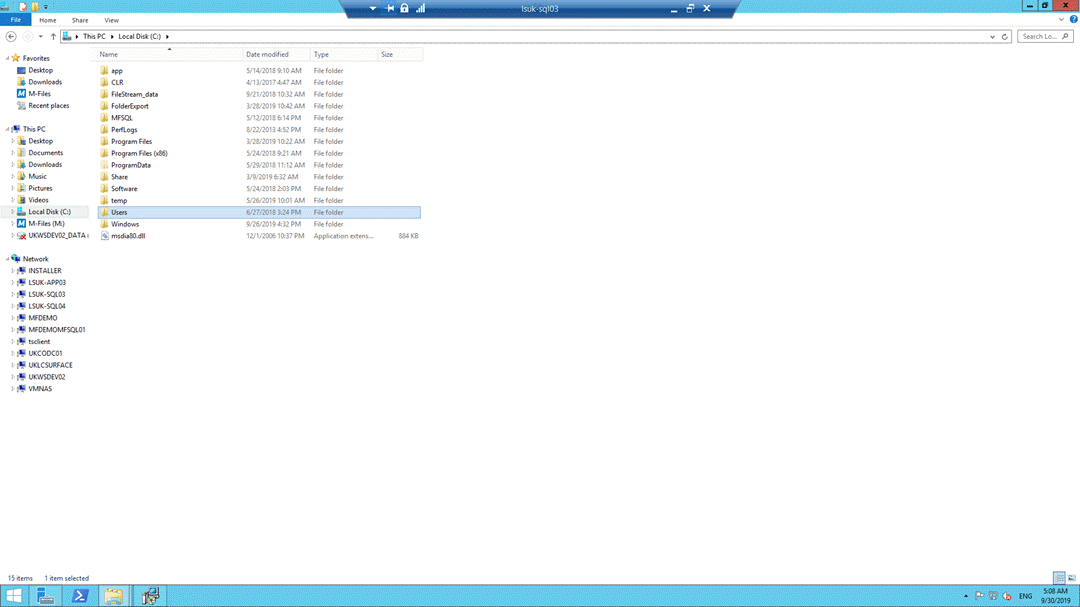 lsuk-sql03
File Home Share View
This PC Local Disk (C:)
Search Lo...
Name Date modified Type Size
Favorites
Desktop
Downloads
M-Files
Recent places
This PC
Desktop
Documents
Downloads
Music
Pictures
Videos
Local Disk (C:)
M-Files (M:)
UKWSDEV02_DATA (
Network
INSTALLER
LSUK-APP03
LSUK-SQL03
LSUK-SQL04
MFDEMO
MFDEMOMFSQL01
tsclient
UKCODC01
UKLCSURFACE
UKWSDEV02
VMNAS
app 5/14/2018 9:10 AM File folder
CLR 4/13/2017 4:47 AM File folder
FileStream_data 9/21/2018 10:32 AM File folder
FolderExport 3/28/2019 10:42 AM File folder
MFSQL 5/12/2018 6:14 PM File folder
PerfLogs 8/22/2013 4:52 PM File folder
Program Files 3/28/2019 10:22 AM File folder
Program Files (x86) 5/24/2018 9:21 AM File folder
ProgramData 5/29/2018 11:12 AM File folder
Share 3/9/2019 6:32 AM File folder
Software 5/24/2018 2:03 PM File folder
temp 5/26/2019 10:01 AM File folder
Users 6/27/2018 3:24 PM File folder
Windows 9/26/2019 4:32 PM File folder
msdia80.dll 12/1/2006 10:37 PM Application extens... 884 KB
15 items 1 item selected
ENG
5:08 AM
9/30/2019